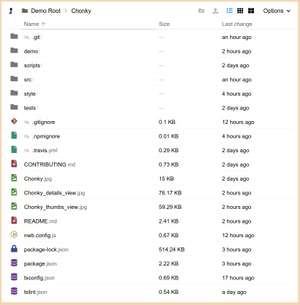 Demo Root > Chonky
Options
Name Size Last change
.git — an hour ago
demo — 2 hours ago
scripts — 2 days ago
src — an hour ago
style — 4 hours ago
tests — 2 days ago
.gitignore 0.1 KB 12 hours ago
.npmignore 0.01 KB 4 days ago
.travis.yml 0.29 KB 2 days ago
CONTRIBUTING.md 0.73 KB 2 days ago
Chonky.jpg 15 KB 2 days ago
Chonky_details_view.jpg 76.17 KB 2 days ago
Chonky_thumbs_view.jpg 59.29 KB 2 days ago
README.md 2.41 KB 2 hours ago
nwb.config.js 0.67 KB 12 hours ago
package-lock.json 514.24 KB 3 hours ago
package.json 2.22 KB 3 hours ago
tsconfig.json 0.69 KB 17 hours ago
tslint.json 0.54 KB a day ago